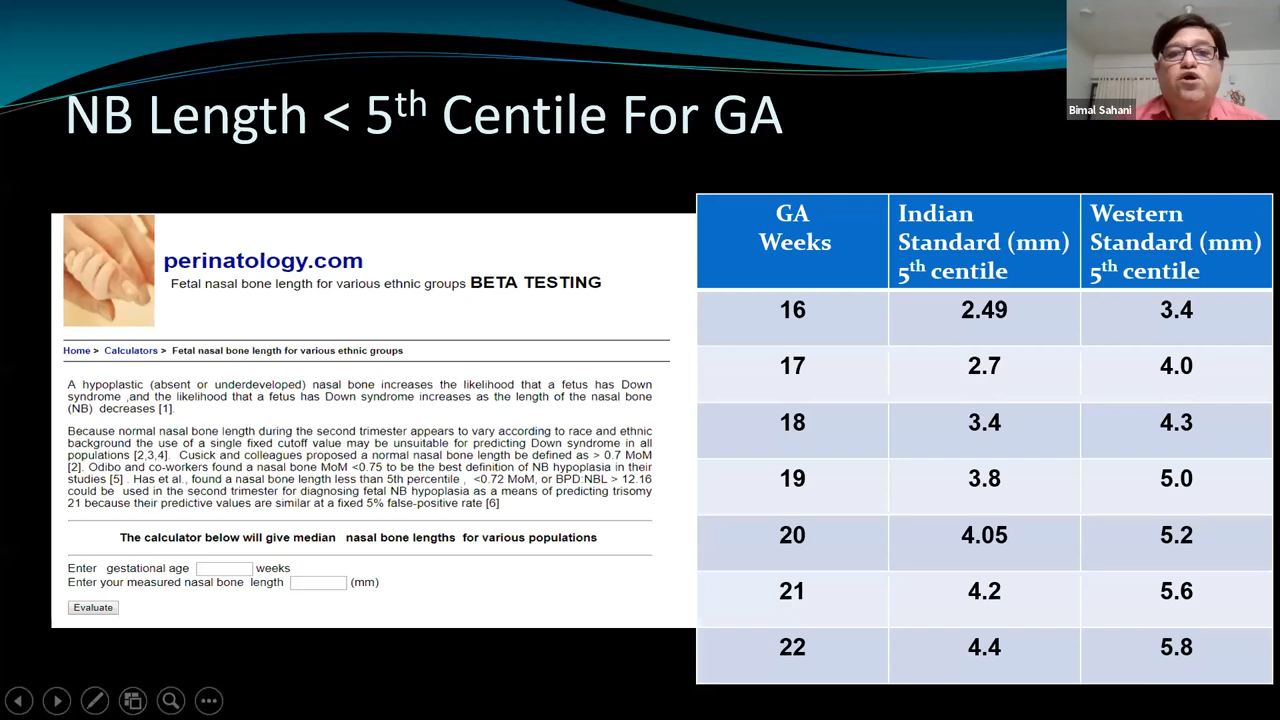 NB Length < 5th Centile For GA
Bimal Sahani
perinatology.com
Fetal nasal bone length for various ethnic groups BETA TESTING
Home > Calculators > Fetal nasal bone length for various ethnic groups
A hypoplastic (absent or underdeveloped) nasal bone increases the likelihood that a fetus has Down
syndrome ,and the likelihood that a fetus has Down syndrome increases as the length of the nasal bone
(NB) decreases [1].
Because normal nasal bone length during the second trimester appears to vary according to race and ethnic
background the use of a single fixed cutoff value may be unsuitable for predicting Down syndrome in all
populations [2,3,4]. Cusick and colleagues proposed a normal nasal bone length be defined as > 0.7 MoM
[2]. Odibo and co-workers found a nasal bone MoM <0.75 to be the best definition of NB hypoplasia in their
studies [5] . Has et al., found a nasal bone length less than 5th percentile , <0.72 MoM, or BPD:NBL > 12.16
could be used in the second trimester for diagnosing fetal NB hypoplasia as a means of predicting trisomy
21 because their predictive values are similar at a fixed 5% false-positive rate [6]
The calculator below will give median nasal bone lengths for various populations
Enter gestational age weeks
Enter your measured nasal bone length (mm)
Evaluate
GA Weeks Indian Standard (mm) 5th centile Western Standard (mm) 5th centile
16 2.49 3.4
17 2.7 4.0
18 3.4 4.3
19 3.8 5.0
20 4.05 5.2
21 4.2 5.6
22 4.4 5.8